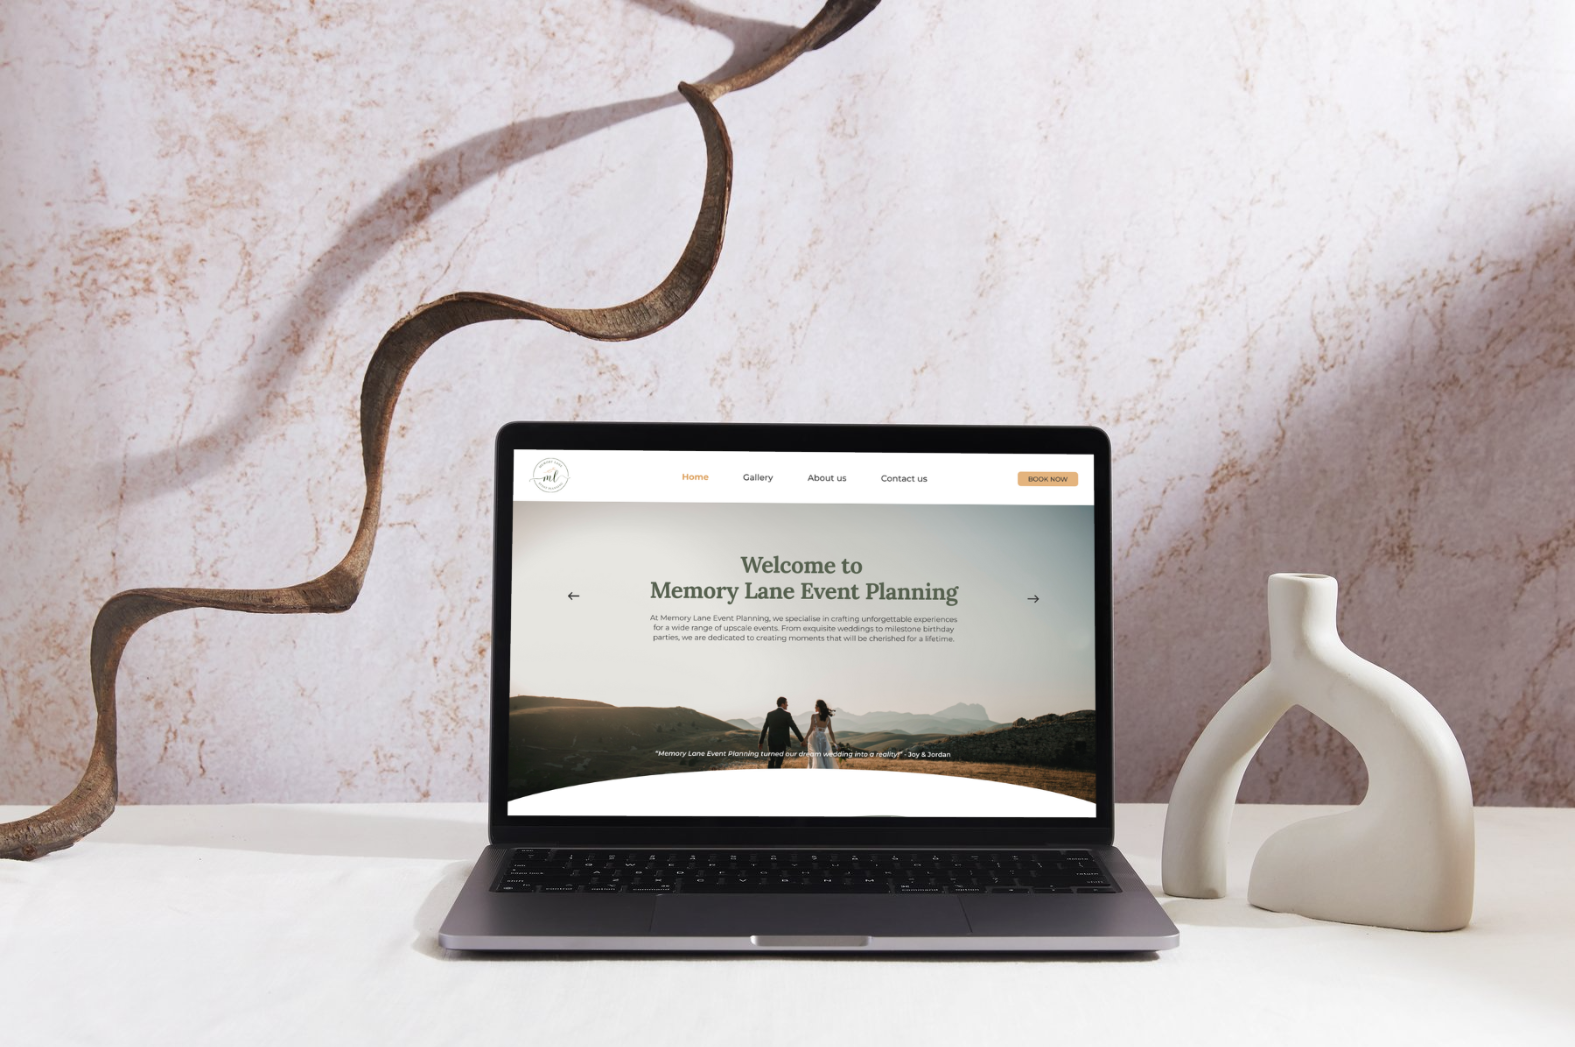 ml
Home
Gallery
About us
Contact us
BOOK NOW
Welcome to
Memory Lane Event Planning
At Memory Lane Event Planning, we specialise in crafting unforgettable experiences
for a wide range of upscale events. From exquisite weddings to milestone birthday
parties, we are dedicated to creating moments that will be cherished for a lifetime.
"Memory Lane Event Planning turned our dream wedding into a reality!" - Joy & Jordan